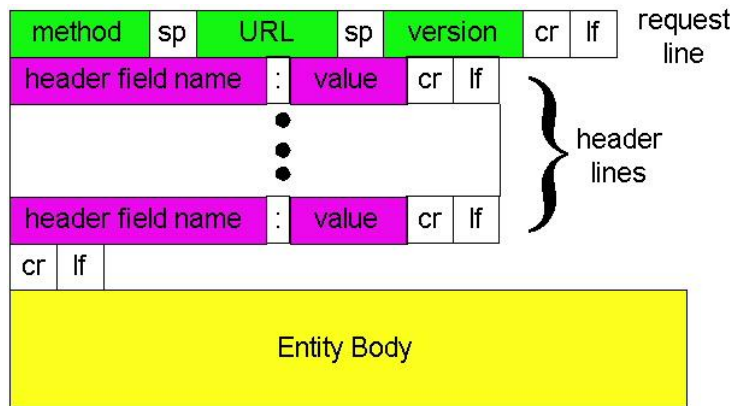 method sp URL sp version cr lf request line
header field name : value cr lf
header lines
header field name : value cr lf
cr lf
Entity Body